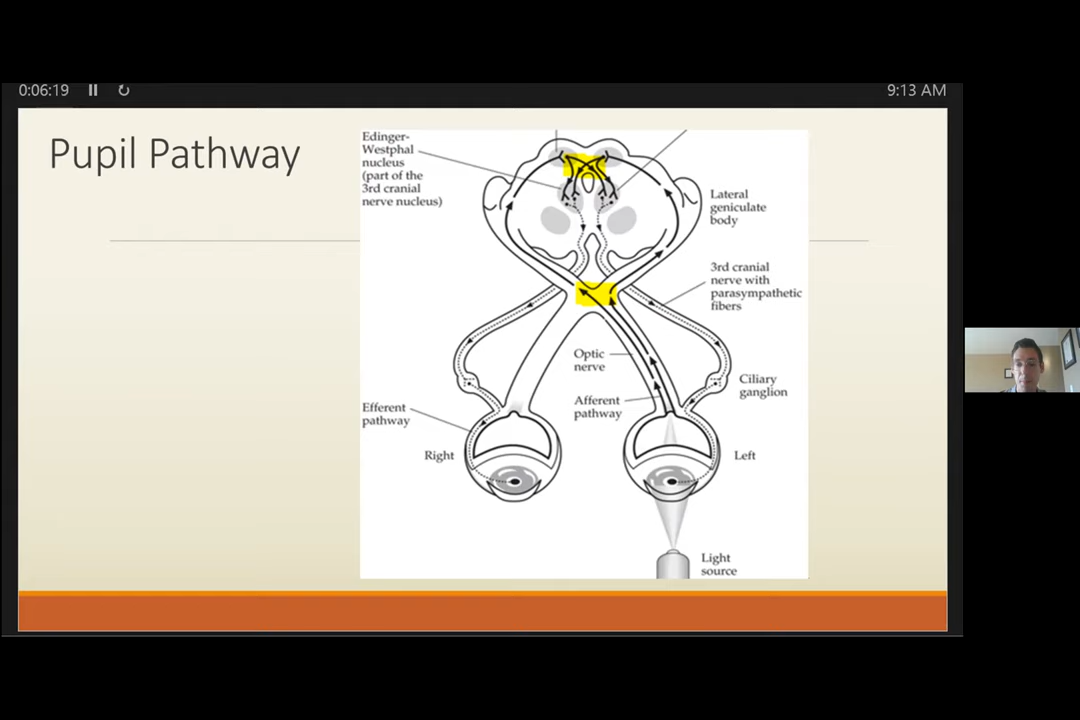 0:06:19
9:13 AM
Pupil Pathway
Edinger-
Westphal
nucleus
(part of the
3rd cranial
nerve nucleus)
Lateral
geniculate
body
3rd cranial
nerve with
parasympathetic
fibers
Optic
nerve
Ciliary
ganglion
Afferent
pathway
Efferent
pathway
Right
Left
Light
source